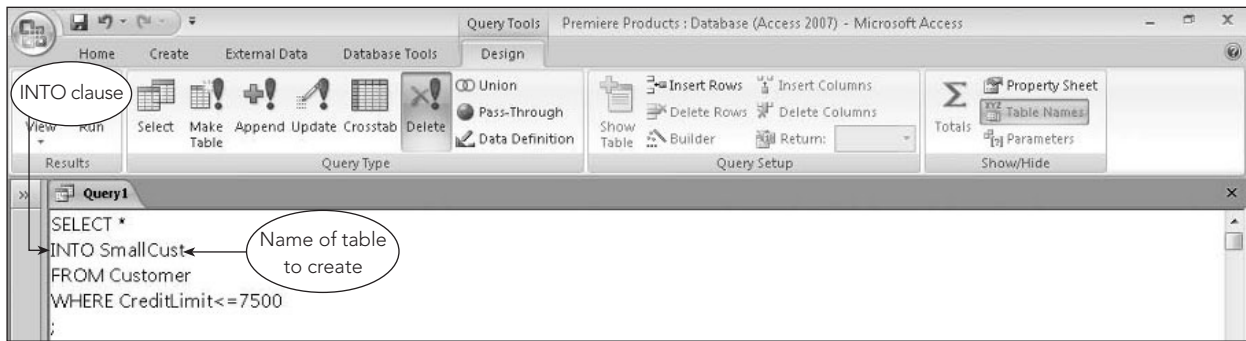 Query Tools Premiere Products : Database (Access 2007) - Microsoft Access
Home Create External Data Database Tools Design
INTO clause
View Run
Results
Select Make Table Append Update Crosstab Delete
Union
Pass-Through
Data Definition
Query Type
Show Table
Insert Rows
Delete Rows
Builder
Insert Columns
Delete Columns
Return:
Query Setup
Σ
Totals
Property Sheet
XYZ
Table Names
[?] Parameters
Show/Hide
» Query1 x
SELECT *
INTO SmallCust
FROM Customer
WHERE CreditLimit<=7500
;
Name of table
to create